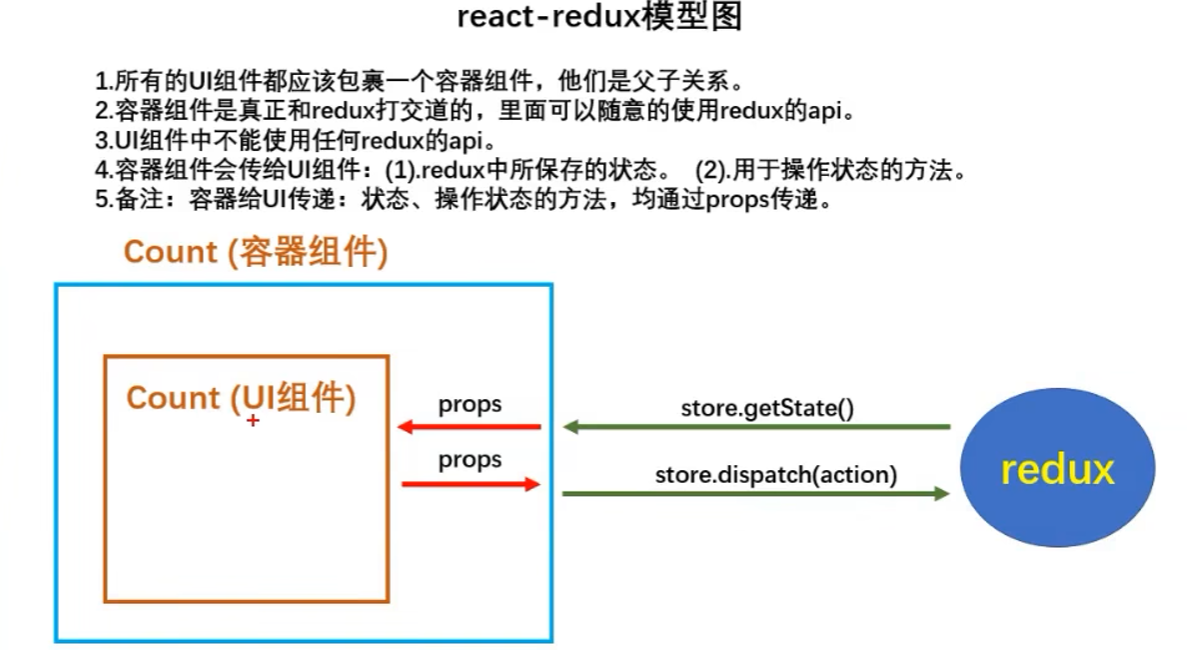 react-redux模型图
1.所有的UI组件都应该包裹一个容器组件，他们是父子关系。
2.容器组件是真正和redux打交道的，里面可以随意的使用redux的api。
3.UI组件中不能使用任何redux的api。
4.容器组件会传给UI组件：(1).redux中所保存的状态。 (2).用于操作状态的方法。
5.备注：容器给UI传递：状态、操作状态的方法，均通过props传递。
Count (容器组件)
Count (UI组件)
props
store.getState()
props
store.dispatch(action)
redux